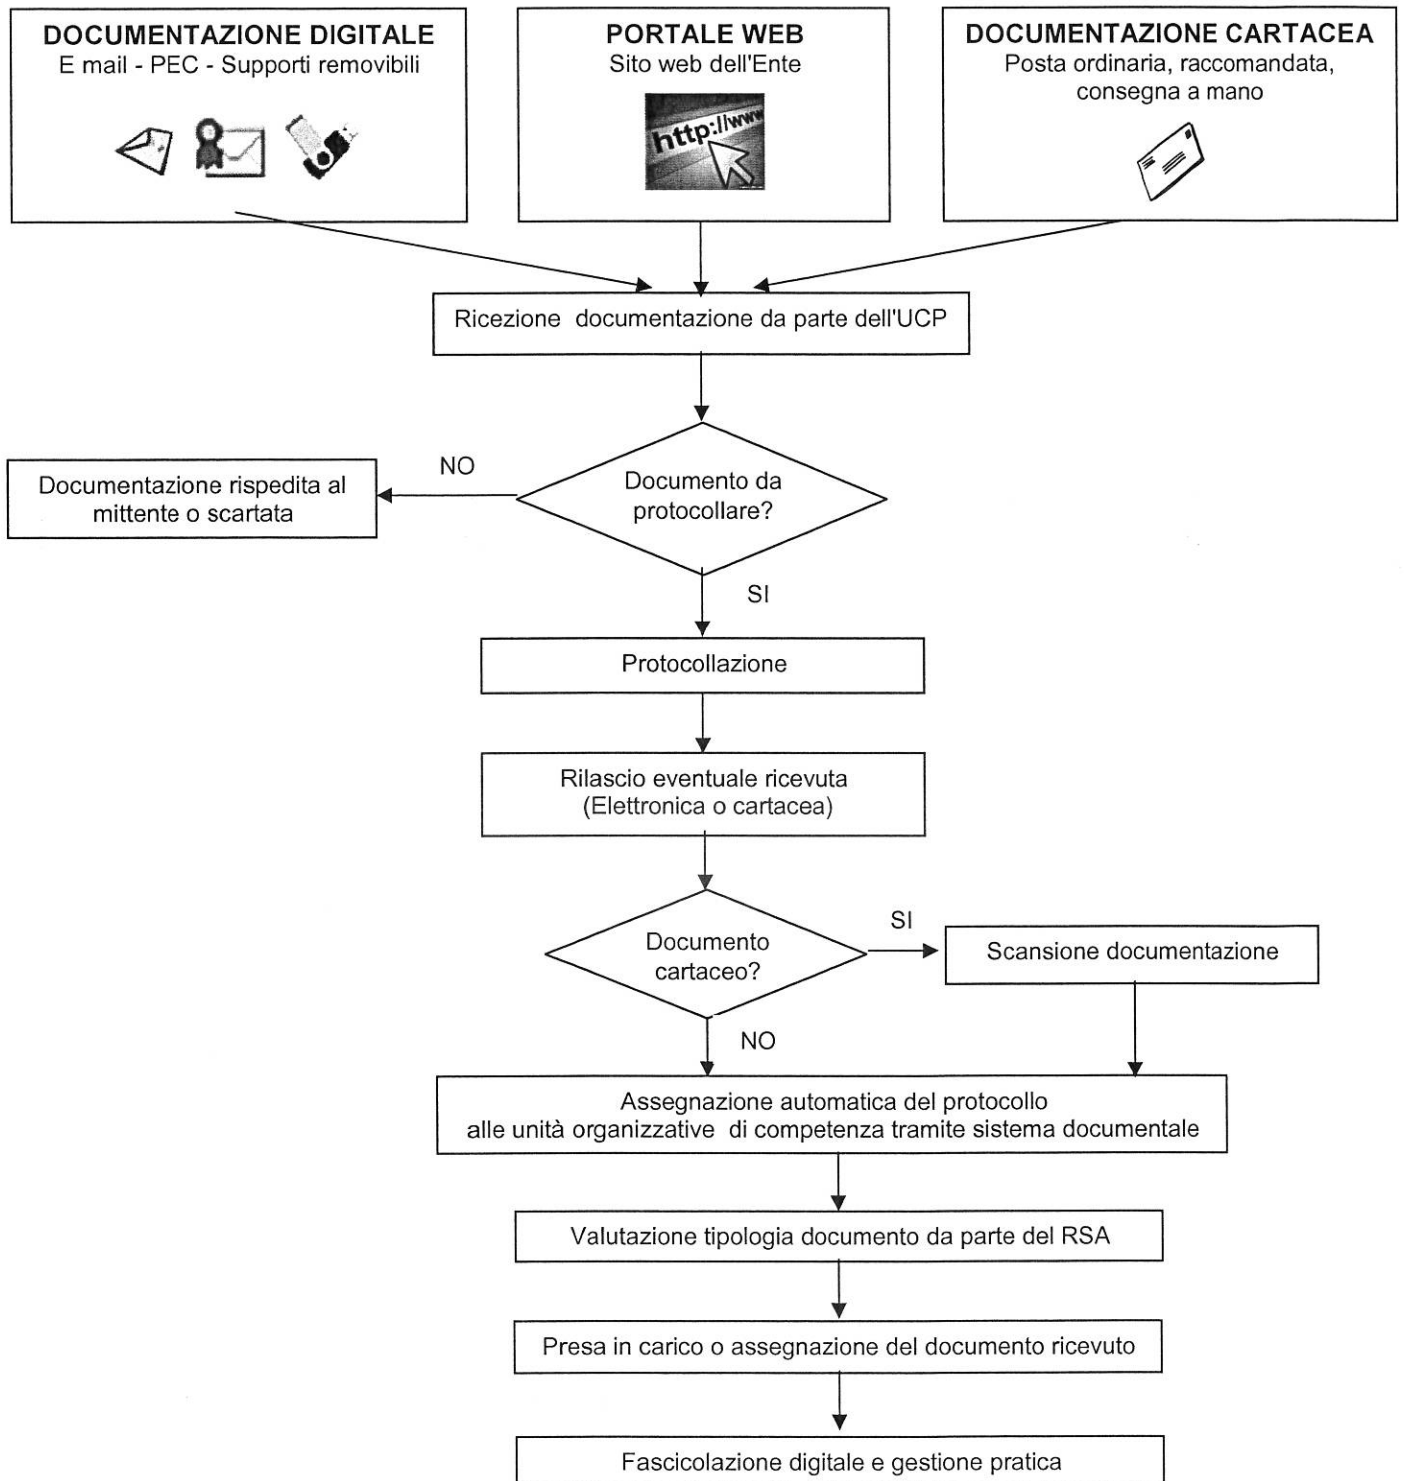 DOCUMENTAZIONE DIGITALE
E mail - PEC - Supporti removibili
PORTALE WEB
Sito web dell'Ente
http://www
DOCUMENTAZIONE CARTACEA
Posta ordinaria, raccomandata,
consegna a mano
Ricezione documentazione da parte dell'UCP
Documento da
protocollare?
NO
Documentazione rispedita al
mittente o scartata
SI
Protocollazione
Rilascio eventuale ricevuta
(Elettronica o cartacea)
Documento
cartaceo?
SI
Scansione documentazione
NO
Assegnazione automatica del protocollo
alle unità organizzative di competenza tramite sistema documentale
Valutazione tipologia documento da parte del RSA
Presa in carico o assegnazione del documento ricevuto
Fascicolazione digitale e gestione pratica